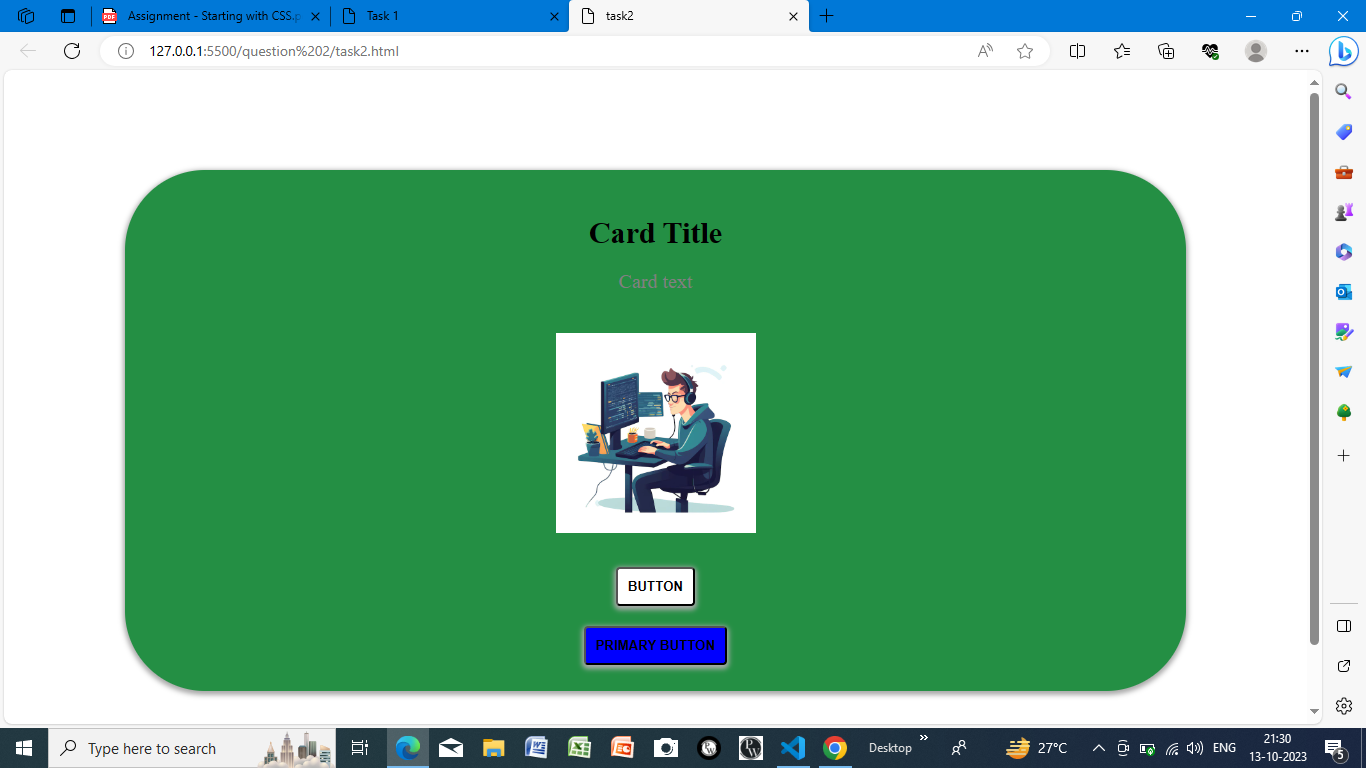 Assignment - Starting with CSS.p
Task 1
task2
127.0.0.1:5500/question%202/task2.html
Card Title
Card text
BUTTON
PRIMARY BUTTON
Type here to search
Desktop
27°C
ENG
21:30
13-10-2023
5